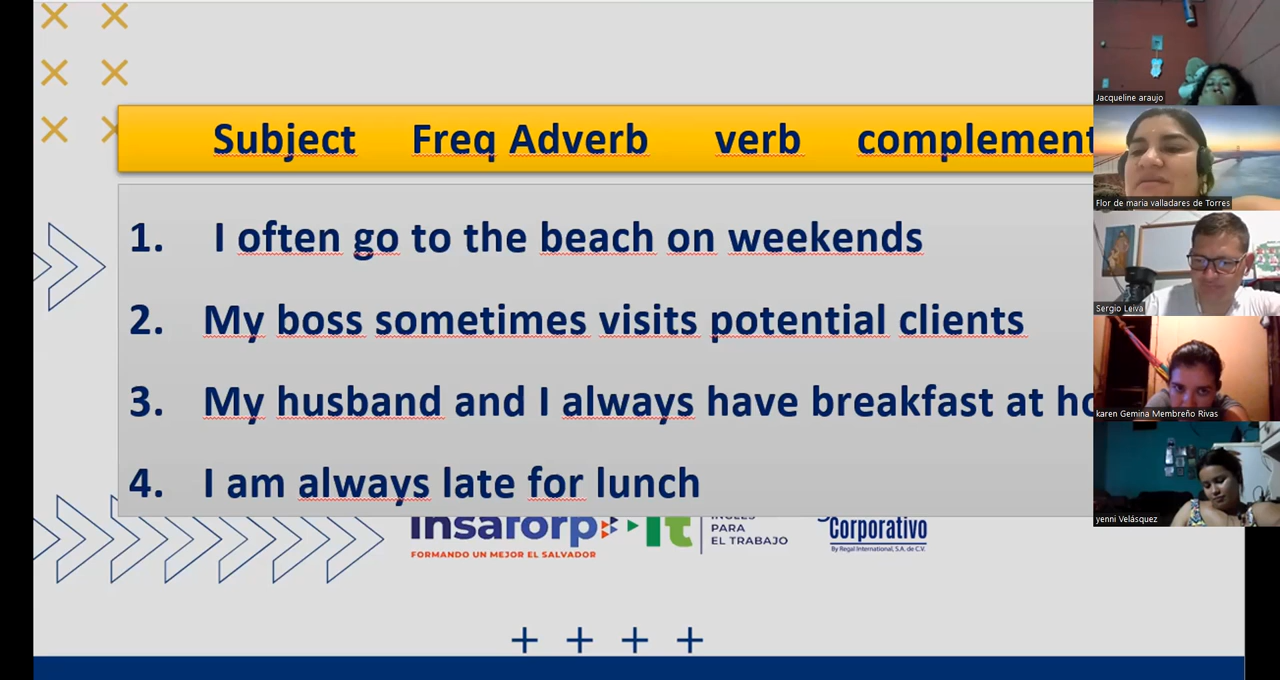 Subject Freq Adverb verb complement
1. I often go to the beach on weekends
2. My boss sometimes visits potential clients
3. My husband and I always have breakfast at
4. I am always late for lunch
insaforp
FORMANDO UN MEJOR EL SALVADOR
it
INGLÉS
PARA
EL TRABAJO
Corporativo
By Regal International, S.A. de C.V.
Jacqueline araujo
Flor de maria valladares de Torres
Sergio Leiva
karen Gemina Membreño Rivas
yenni Velásquez